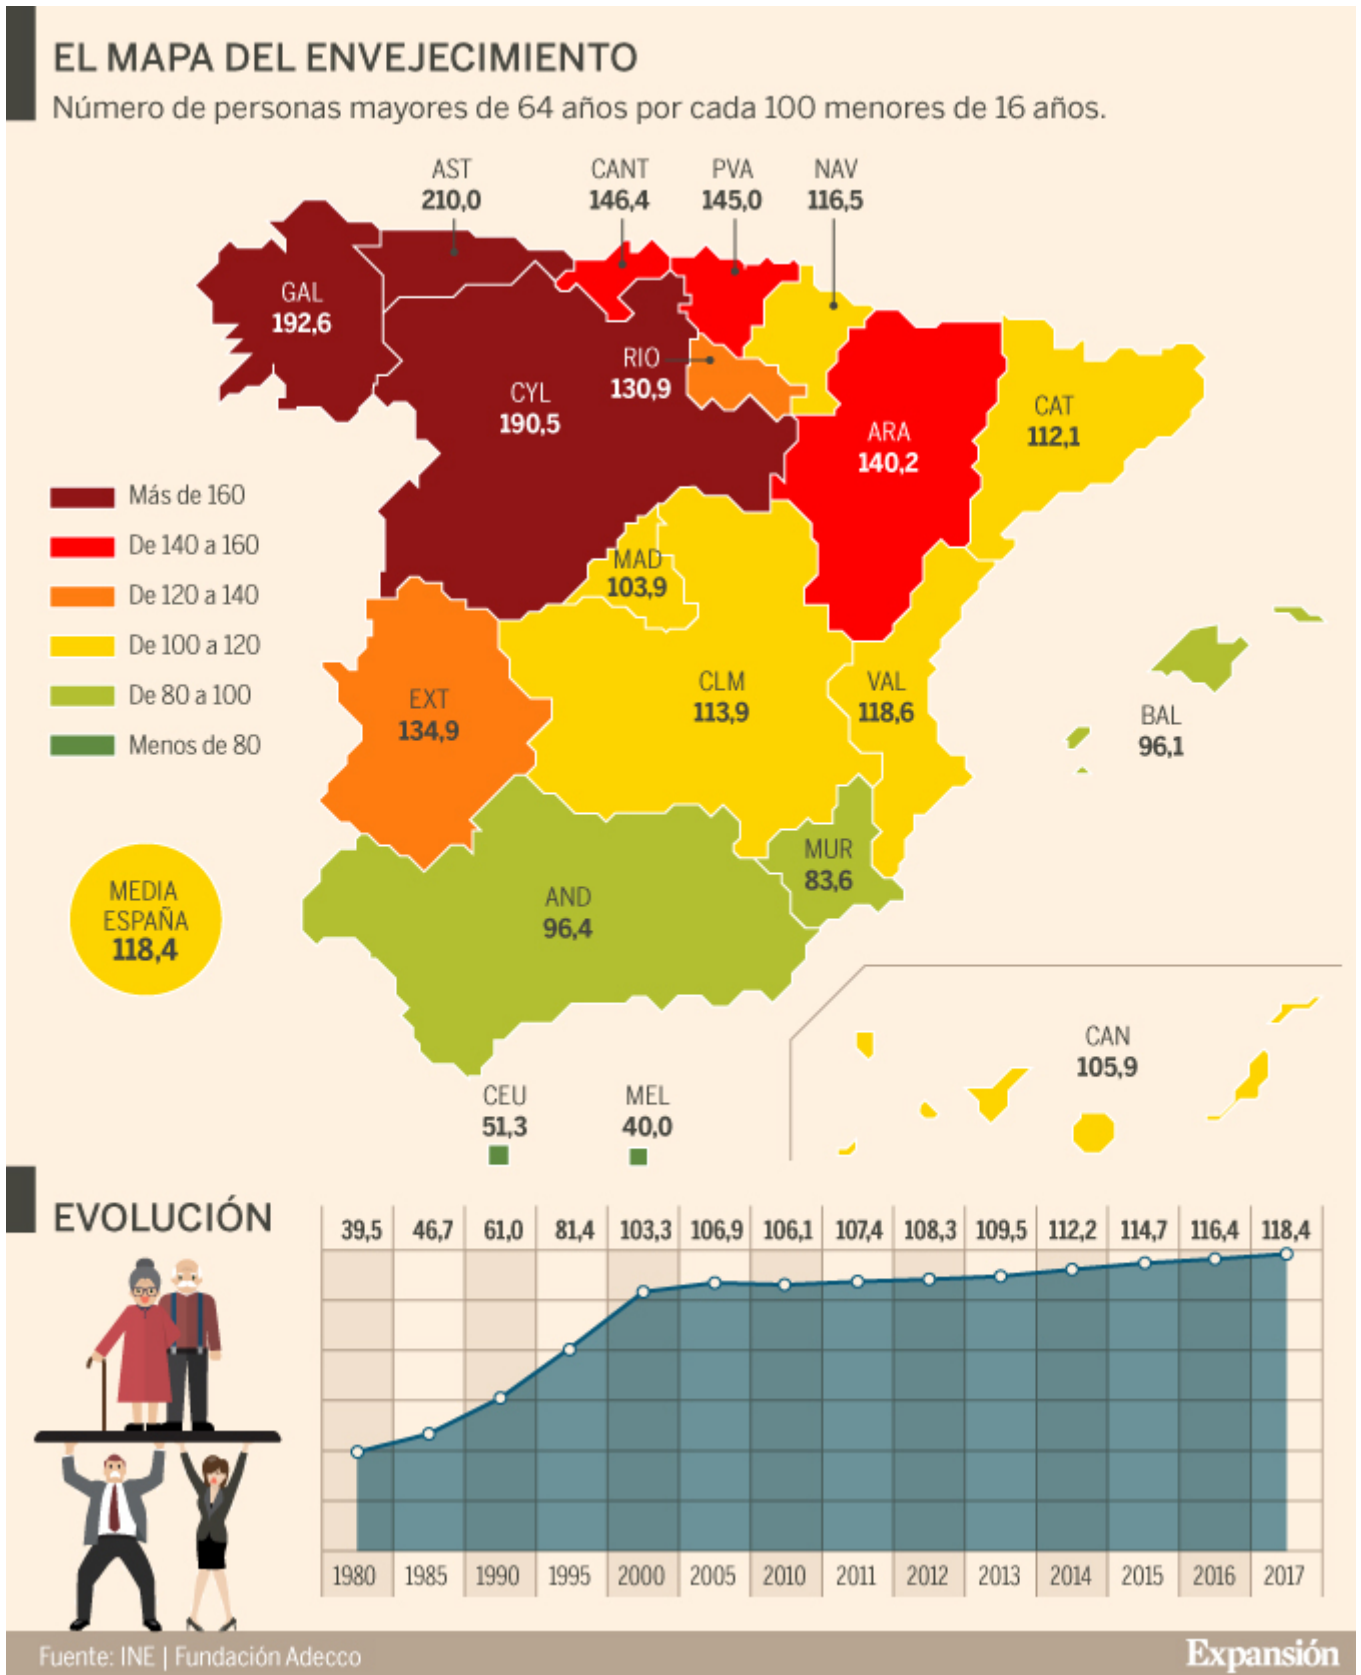 EL MAPA DEL ENVEJECIMIENTO
Número de personas mayores de 64 años por cada 100 menores de 16 años.
AST
210,0
CANT
146,4
PVA
145,0
NAV
116,5
GAL
192,6
RIO
130,9
CYL
190,5
CAT
112,1
ARA
140,2
Más de 160
De 140 a 160
De 120 a 140
De 100 a 120
De 80 a 100
Menos de 80
MAD
103,9
EXT
134,9
CLM
113,9
VAL
118,6
BAL
96,1
MUR
83,6
AND
96,4
MEDIA
ESPAÑA
118,4
CAN
105,9
CEU
51,3
MEL
40,0
EVOLUCIÓN
39,5 46,7 61,0 81,4 103,3 106,9 106,1 107,4 108,3 109,5 112,2 114,7 116,4 118,4
1980 1985 1990 1995 2000 2005 2010 2011 2012 2013 2014 2015 2016 2017
Fuente: INE | Fundación Adecco
Expansión